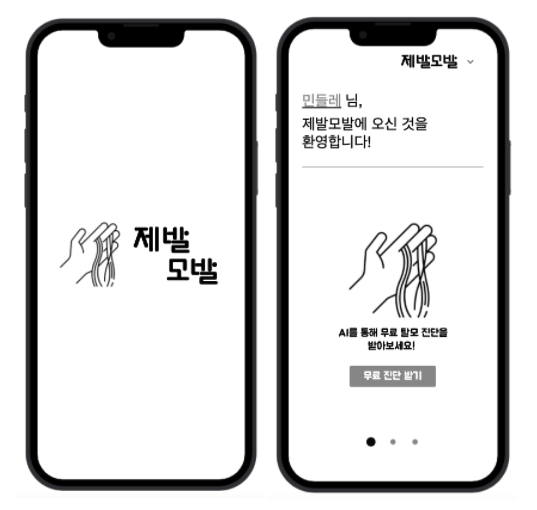 제발
모발
제발모발
민들레 님,
제발모발에 오신 것을
환영합니다!
AI를 통해 무료 탈모 진단을
받아보세요!
무료 진단 받기